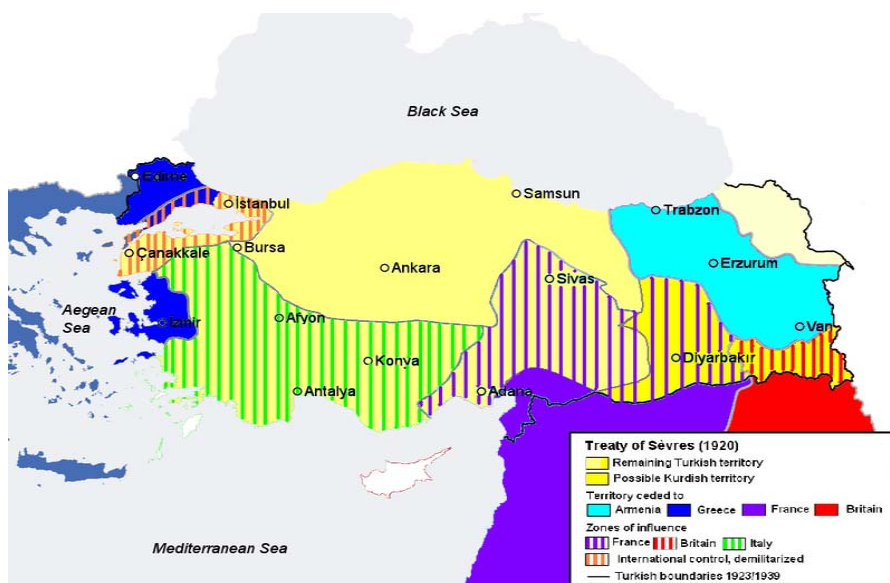 Black Sea
Edirne
İstanbul
Samsun
Trabzon
Çanakkale
Bursa
Ankara
Sivas
Erzurum
Aegean
Sea
Izmir
Afyon
Van
Konya
Diyarbakır
Antalya
Adana
Mediterranean Sea
Treaty of Sèvres (1920)
Remaining Turkish territory
Possible Kurdish territory
Territory ceded to
Armenia Greece France Britain
Zones of influence
France Britain Italy
International control, demilitarized
Turkish boundaries 1923/1939